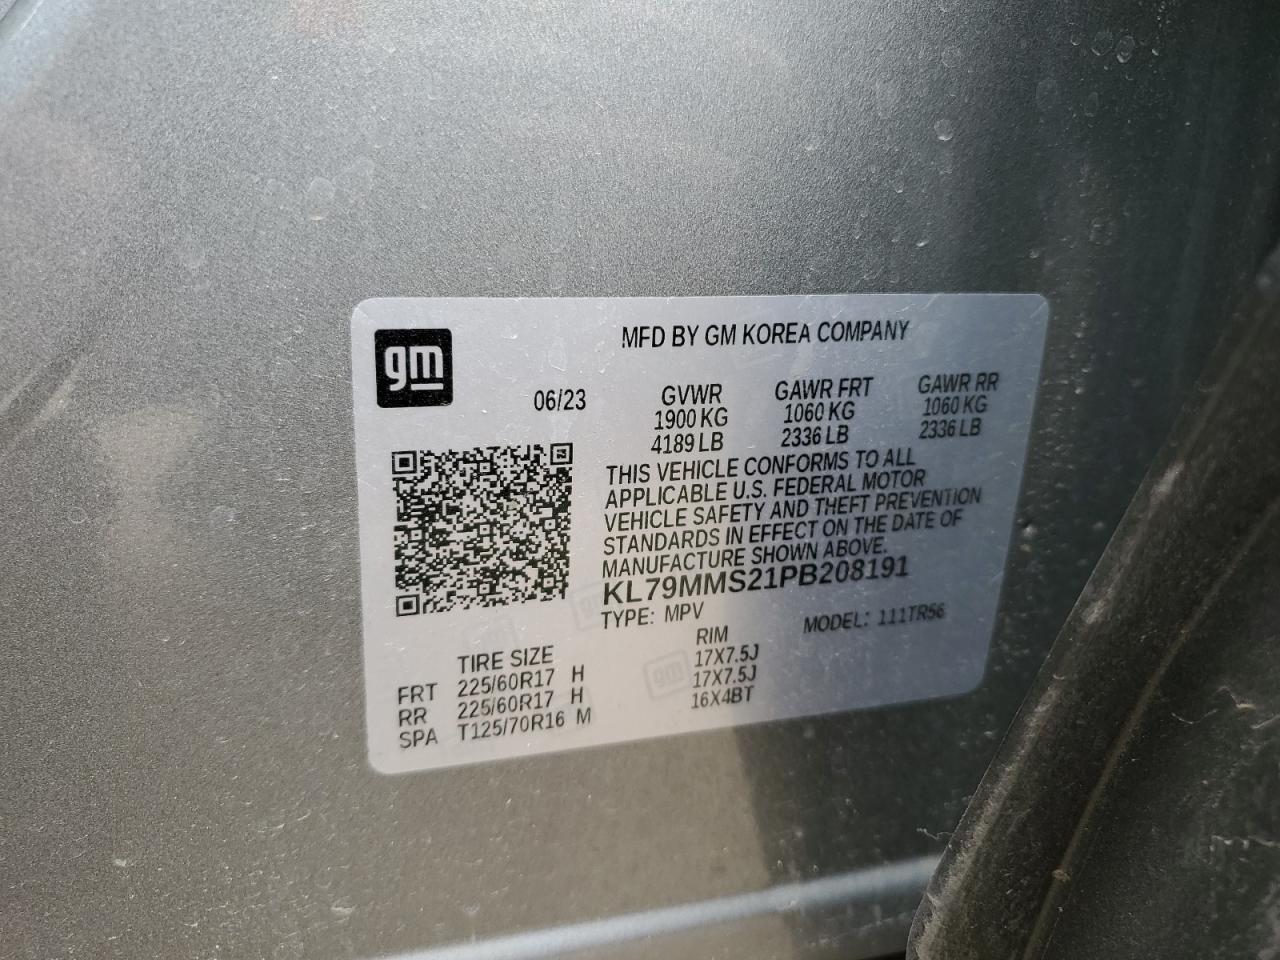 gm
MFD BY GM KOREA COMPANY
06/23
GVWR GAWR FRT GAWR RR
1900 KG 1060 KG 1060 KG
4189 LB 2336 LB 2336 LB
THIS VEHICLE CONFORMS TO ALL
APPLICABLE U.S. FEDERAL MOTOR
VEHICLE SAFETY AND THEFT PREVENTION
STANDARDS IN EFFECT ON THE DATE OF
MANUFACTURE SHOWN ABOVE.
KL79MMS21PB208191
TYPE: MPV MODEL: 111TR56
TIRE SIZE RIM
FRT 225/60R17 H 17X7.5J
RR 225/60R17 H 17X7.5J
SPA T125/70R16 M 16X4BT
gm